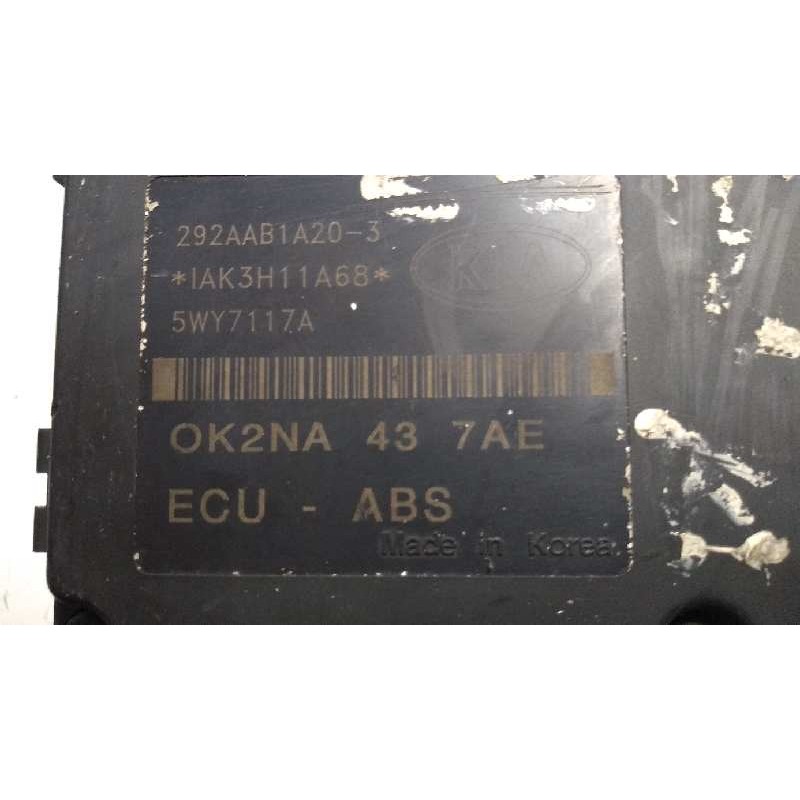 292AAB1A20-3
*IAK3H11A68*
KIA
5WY7117A
OK2NA 43 7AE
ECU - ABS
Made in Korea